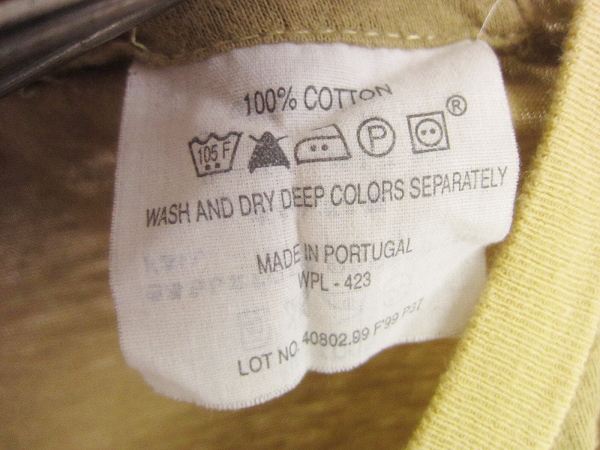 100% COTTON
105 F P ®
WASH AND DRY DEEP COLORS SEPARATELY
MADE IN PORTUGAL
WPL - 423
LOT NO. 40802.99 F'99 P37